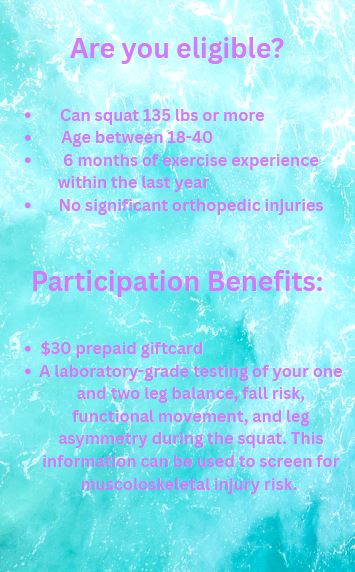 Are you eligible?
• Can squat 135 lbs or more
• Age between 18-40
• 6 months of exercise experience
within the last year
• No significant orthopedic injuries
Participation Benefits:
• $30 prepaid giftcard
• A laboratory-grade testing of your one
and two leg balance, fall risk,
functional movement, and leg
asymmetry during the squat. This
information can be used to screen for
muscoloskeletal injury risk.